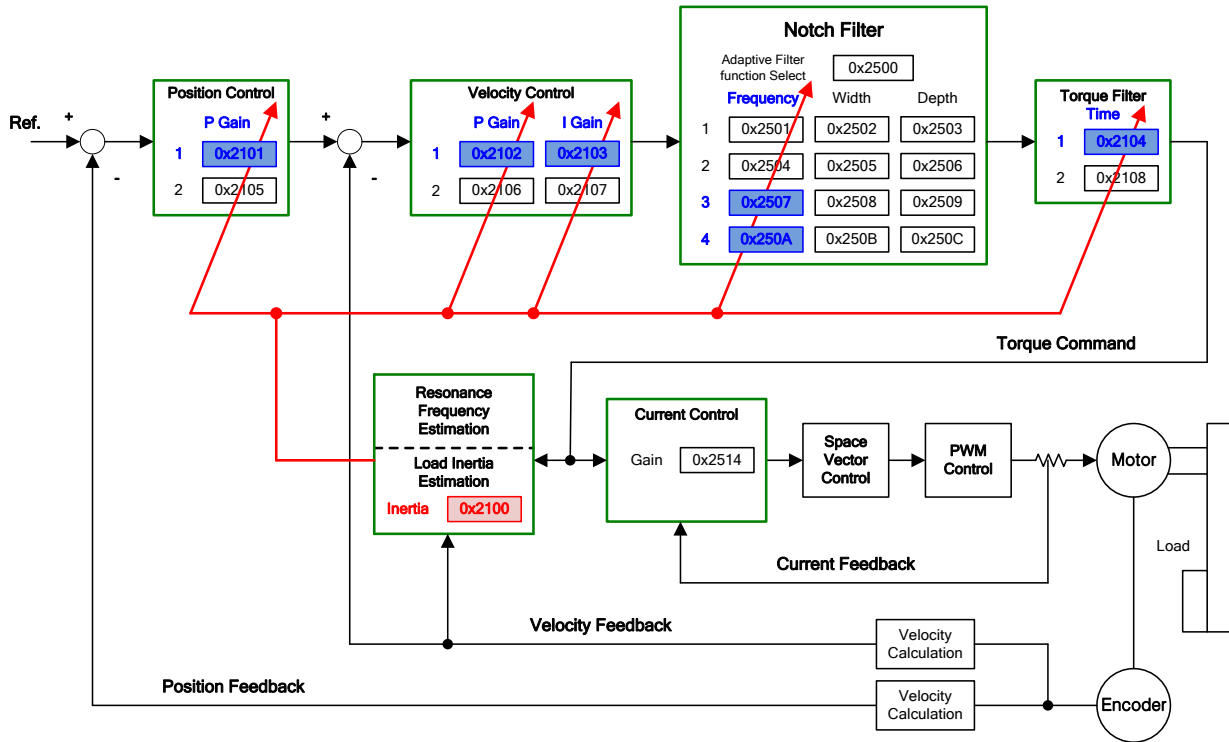 Notch Filter
Adaptive Filter
function Select
0x2500
Frequency Width Depth
1 0x2501 0x2502 0x2503
2 0x2504 0x2505 0x2506
3 0x2507 0x2508 0x2509
4 0x250A 0x250B 0x250C
Ref.
+
-
Position Control
P Gain
1 0x2101
2 0x2105
+
-
Velocity Control
P Gain I Gain
1 0x2102 0x2103
2 0x2106 0x2107
Torque Filter
Time
1 0x2104
2 0x2108
Torque Command
Resonance
Frequency
Estimation
Load Inertia
Estimation
Inertia 0x2100
Current Control
Gain 0x2514
Space
Vector
Control
PWM
Control
Motor
Load
Current Feedback
Velocity Feedback
Velocity
Calculation
Position Feedback
Velocity
Calculation
Encoder